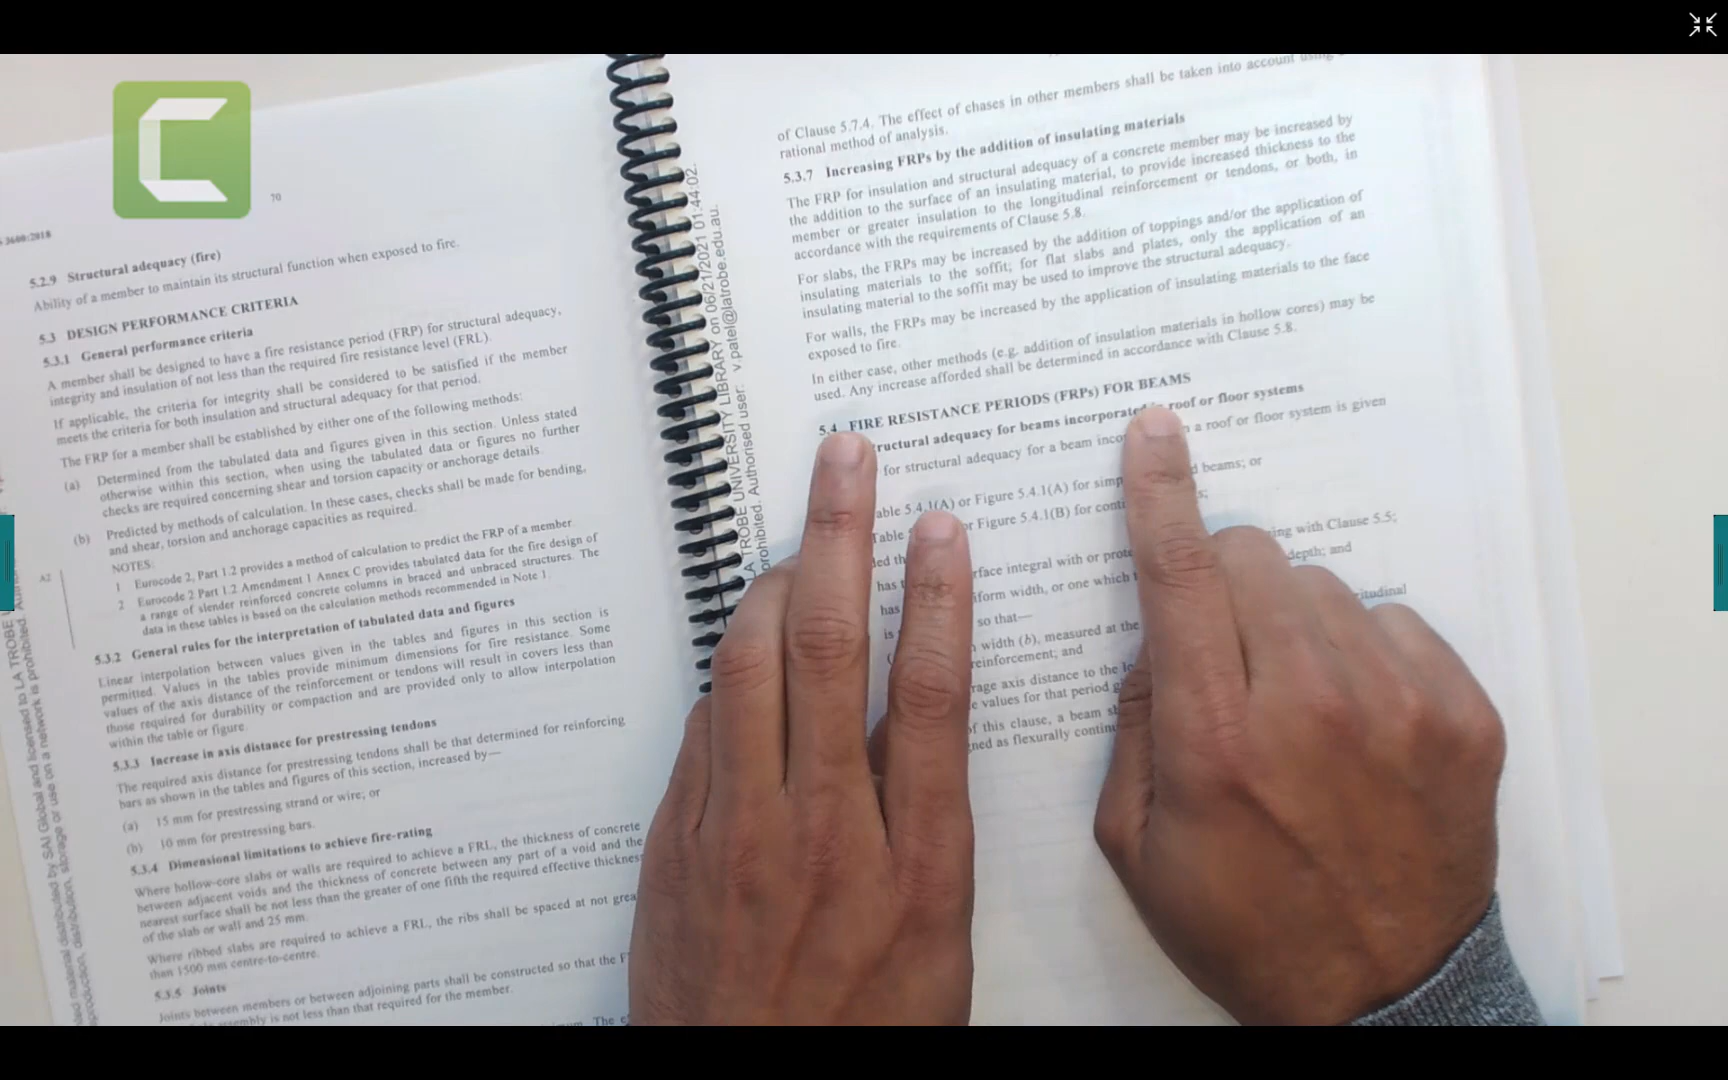 70
3600:2018
5.2.9 Structural adequacy (fire)
Ability of a member to maintain its structural function when exposed to fire.
5.3 DESIGN PERFORMANCE CRITERIA
5.3.1 General performance criteria
A member shall be designed to have a fire resistance period (FRP) for structural adequacy,
integrity and insulation of not less than the required fire resistance level (FRL).
If applicable, the criteria for integrity shall be considered to be satisfied if the member
meets the criteria for both insulation and structural adequacy for that period.
The FRP for a member shall be established by either one of the following methods:
(a) Determined from the tabulated data and figures given in this section. Unless stated
otherwise within this section, when using the tabulated data or figures no further
checks are required concerning shear and torsion capacity or anchorage details.
(b) Predicted by methods of calculation. In these cases, checks shall be made for bending,
and shear, torsion and anchorage capacities as required.
NOTES:
1 Eurocode 2, Part 1.2 provides a method of calculation to predict the FRP of a member.
A2
2 Eurocode 2 Part 1.2 Amendment 1 Annex C provides tabulated data for the fire design of
a range of slender reinforced concrete columns in braced and unbraced structures. The
data in these tables is based on the calculation methods recommended in Note 1.
5.3.2 General rules for the interpretation of tabulated data and figures
Linear interpolation between values given in the tables and figures in this section is
permitted. Values in the tables provide minimum dimensions for fire resistance. Some
values of the axis distance of the reinforcement or tendons will result in covers less than
those required for durability or compaction and are provided only to allow interpolation
within the table or figure.
5.3.3 Increase in axis distance for prestressing tendons
The required axis distance for prestressing tendons shall be that determined for reinforcing
bars as shown in the tables and figures of this section, increased by—
(a) 15 mm for prestressing strand or wire; or
(b) 10 mm for prestressing bars.
5.3.4 Dimensional limitations to achieve fire-rating
Where hollow-core slabs or walls are required to achieve a FRL, the thickness of concrete
between adjacent voids and the thickness of concrete between any part of a void and the
nearest surface shall be not less than the greater of one fifth the required effective thickness
of the slab or wall and 25 mm.
Where ribbed slabs are required to achieve a FRL, the ribs shall be spaced at not grea
than 1500 mm centre-to-centre.
5.3.5 Joints
Joints between members or between adjoining parts shall be constructed so that the F
assembly is not less than that required for the member.
The
LA TROBE UNIVERSITY LIBRARY on 06/21/2021 01:44:02.
prohibited. Authorised user: v.patel@latrobe.edu.au.
of Clause 5.7.4. The effect of chases in other members shall be taken into account using
rational method of analysis.
5.3.7 Increasing FRPs by the addition of insulating materials
The FRP for insulation and structural adequacy of a concrete member may be increased by
the addition to the surface of an insulating material, to provide increased thickness to the
member or greater insulation to the longitudinal reinforcement or tendons, or both, in
accordance with the requirements of Clause 5.8.
For slabs, the FRPs may be increased by the addition of toppings and/or the application of
insulating materials to the soffit; for flat slabs and plates, only the application of an
insulating material to the soffit may be used to improve the structural adequacy.
For walls, the FRPs may be increased by the application of insulating materials to the face
exposed to fire.
In either case, other methods (e.g. addition of insulation materials in hollow cores) may be
used. Any increase afforded shall be determined in accordance with Clause 5.8.
5.4 FIRE RESISTANCE PERIODS (FRPs) FOR BEAMS
ructural adequacy for beams incorporated in roof or floor systems
for structural adequacy for a beam inco a roof or floor system is given
able 5.4.1(A) or Figure 5.4.1(A) for simp d beams; or
Table or Figure 5.4.1(B) for conti s;
ded th ring with Clause 5.5;
has t rface integral with or prote depth; and
has iform width, or one which
is so that— itudinal
width (b), measured at the
reinforcement; and
rage axis distance to the lo
e values for that period g
of this clause, a beam s
ned as flexurally continu